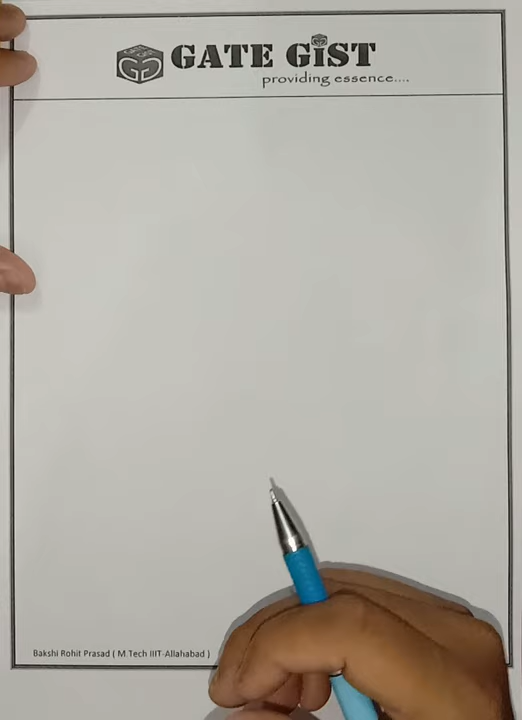 GATE GiST
providing essence....
Bakshi Rohit Prasad ( M.Tech IIIT-Allahabad )